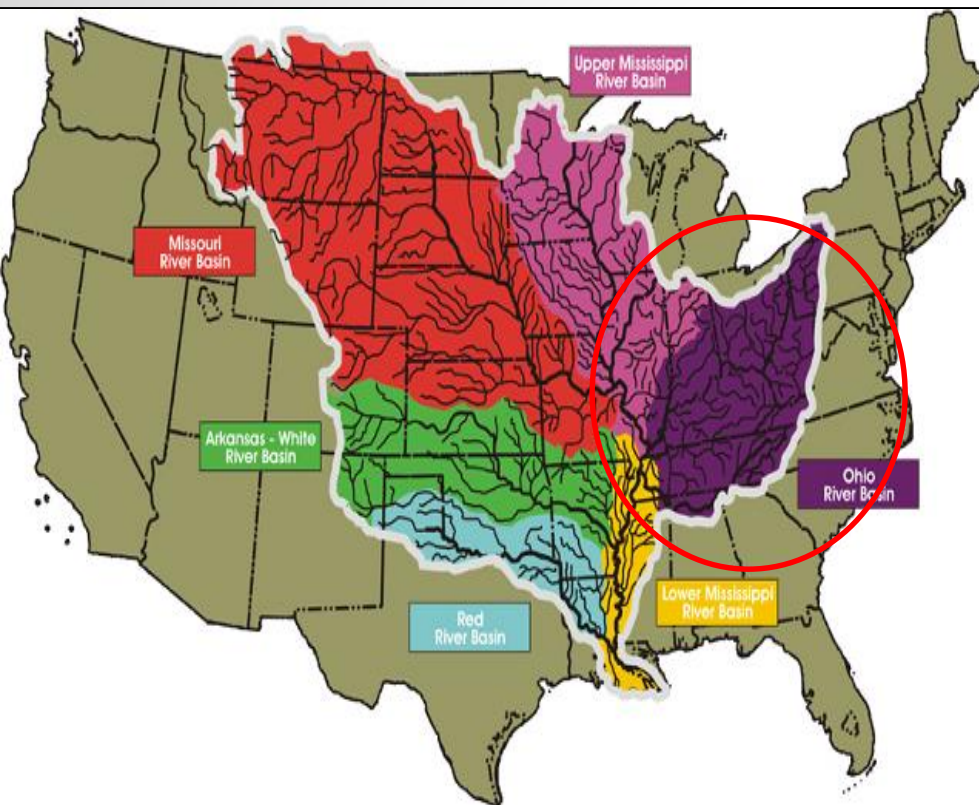 Upper Mississippi
River Basin
Missouri
River Basin
Arkansas - White
River Basin
Ohio
River Basin
Lower Mississippi
River Basin
Red
River Basin